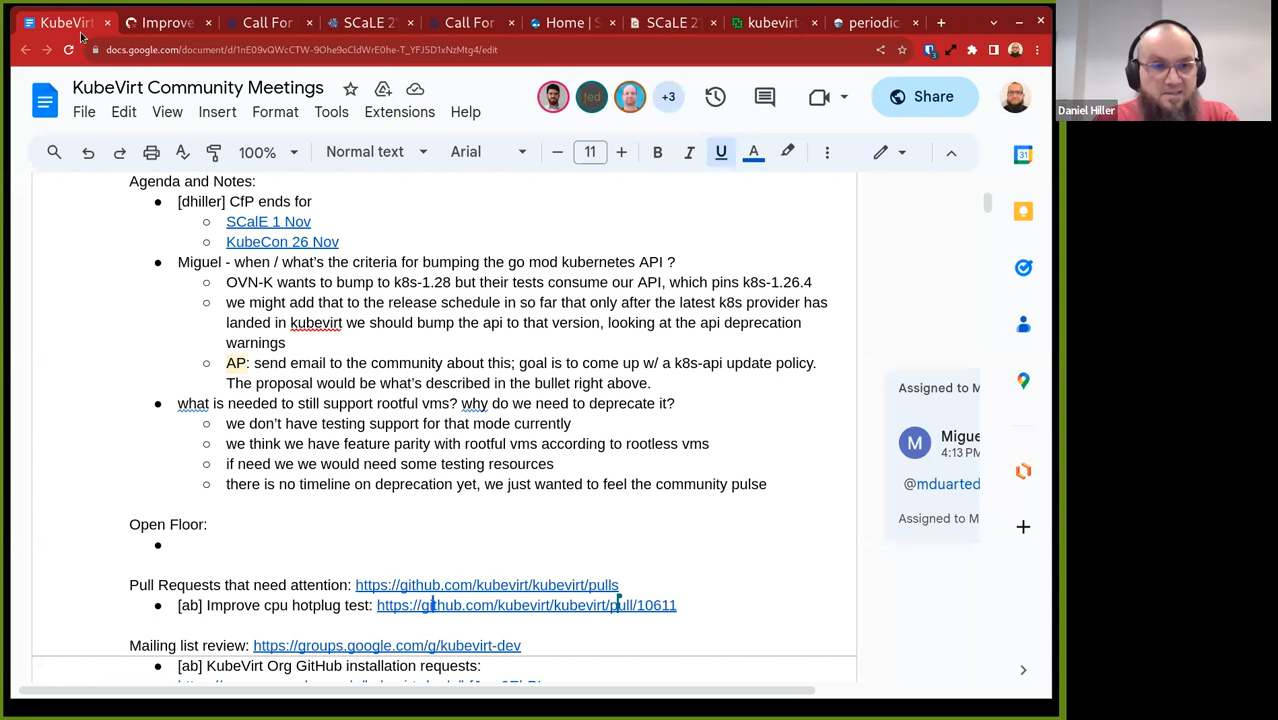 KubeVirt
Improve
Call For
SCaLE 2
Call For
Home | S
SCaLE 2
kubevirt
periodic-
docs.google.com/document/d/1nE09vQWcCTW-9Ohe9oCldWrE0he-T_YFJ5D1xNzMtg4/edit
KubeVirt Community Meetings
+3
Share
File Edit View Insert Format Tools Extensions Help
100% Normal text Arial 11 B I U A
Agenda and Notes:
[dhiller] CfP ends for
SCalE 1 Nov
KubeCon 26 Nov
Miguel - when / what's the criteria for bumping the go mod kubernetes API ?
OVN-K wants to bump to k8s-1.28 but their tests consume our API, which pins k8s-1.26.4
we might add that to the release schedule in so far that only after the latest k8s provider has
landed in kubevirt we should bump the api to that version, looking at the api deprecation
warnings
AP: send email to the community about this; goal is to come up w/ a k8s-api update policy.
The proposal would be what's described in the bullet right above.
what is needed to still support rootful vms? why do we need to deprecate it?
we don't have testing support for that mode currently
we think we have feature parity with rootful vms according to rootless vms
if need we we would need some testing resources
there is no timeline on deprecation yet, we just wanted to feel the community pulse
Open Floor:
Pull Requests that need attention: https://github.com/kubevirt/kubevirt/pulls
[ab] Improve cpu hotplug test: https://github.com/kubevirt/kubevirt/pull/10611
Mailing list review: https://groups.google.com/g/kubevirt-dev
[ab] KubeVirt Org GitHub installation requests:
Assigned to M
M Migue
4:13 PM
@mduarted
Assigned to M
Daniel Hiller